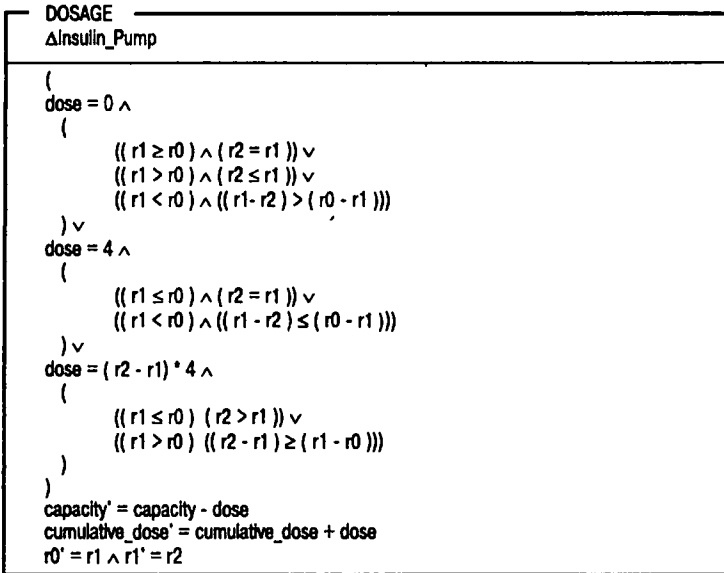 DOSAGE
ΔInsulin_Pump
(
dose = 0 ∧
(
(( r1 ≥ r0 ) ∧ ( r2 = r1 )) ∨
(( r1 > r0 ) ∧ ( r2 ≤ r1 )) ∨
(( r1 < r0 ) ∧ (( r1- r2 ) > ( r0 - r1 )))
) ∨
dose = 4 ∧
(
(( r1 ≤ r0 ) ∧ ( r2 = r1 )) ∨
(( r1 < r0 ) ∧ (( r1 - r2 ) ≤ ( r0 - r1 )))
) ∨
dose = ( r2 - r1) * 4 ∧
(
(( r1 ≤ r0 ) ( r2 > r1 )) ∨
(( r1 > r0 ) (( r2 - r1 ) ≥ ( r1 - r0 )))
)
)
capacity' = capacity - dose
cumulative_dose' = cumulative_dose + dose
r0' = r1 ∧ r1' = r2